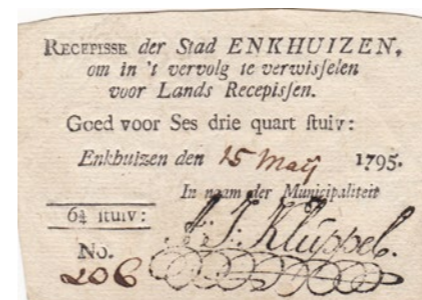 RECEPISSE der Stad ENKHUIZEN,
om in 't vervolg te verwisſelen
voor Lands Recepisſen.
Goed voor Ses drie quart ſtuiv:
Enkhuizen den 15 Maij 1795.
In naam der Municipaliteit
6¾ ſtuiv:
J. J. Kluppel.
No.
206